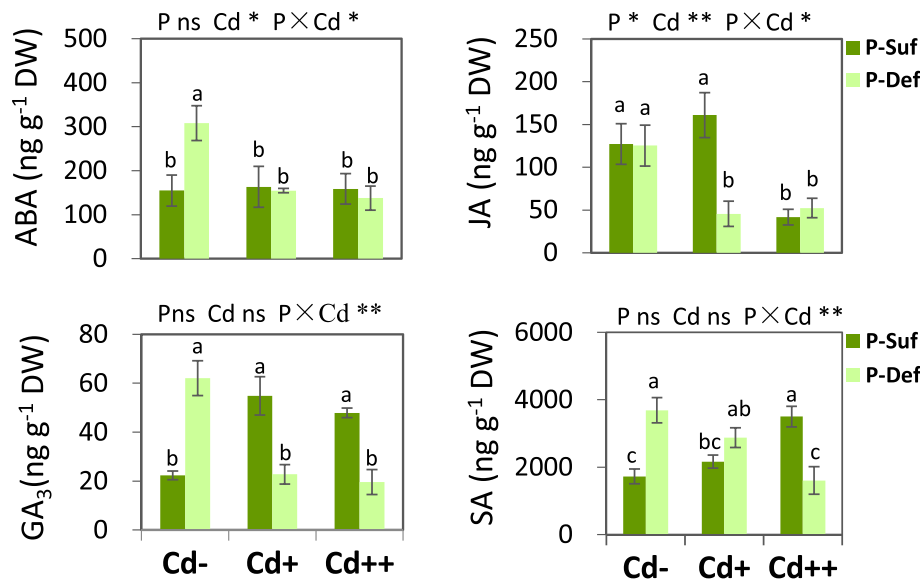 P ns Cd * P×Cd *
500
400
300
200
100
0
ABA (ng g⁻¹ DW)
b
a
b
b
b
b
P * Cd ** P×Cd *
250
200
150
100
50
0
JA (ng g⁻¹ DW)
a
a
a
b
b
b
P-Suf
P-Def
Pns Cd ns P×Cd **
80
60
40
20
0
GA₃(ng g⁻¹ DW)
b
a
a
b
a
b
Cd- Cd+ Cd++
P ns Cd ns P×Cd **
6000
4000
2000
0
SA (ng g⁻¹ DW)
c
a
bc
ab
a
c
Cd- Cd+ Cd++
P-Suf
P-Def